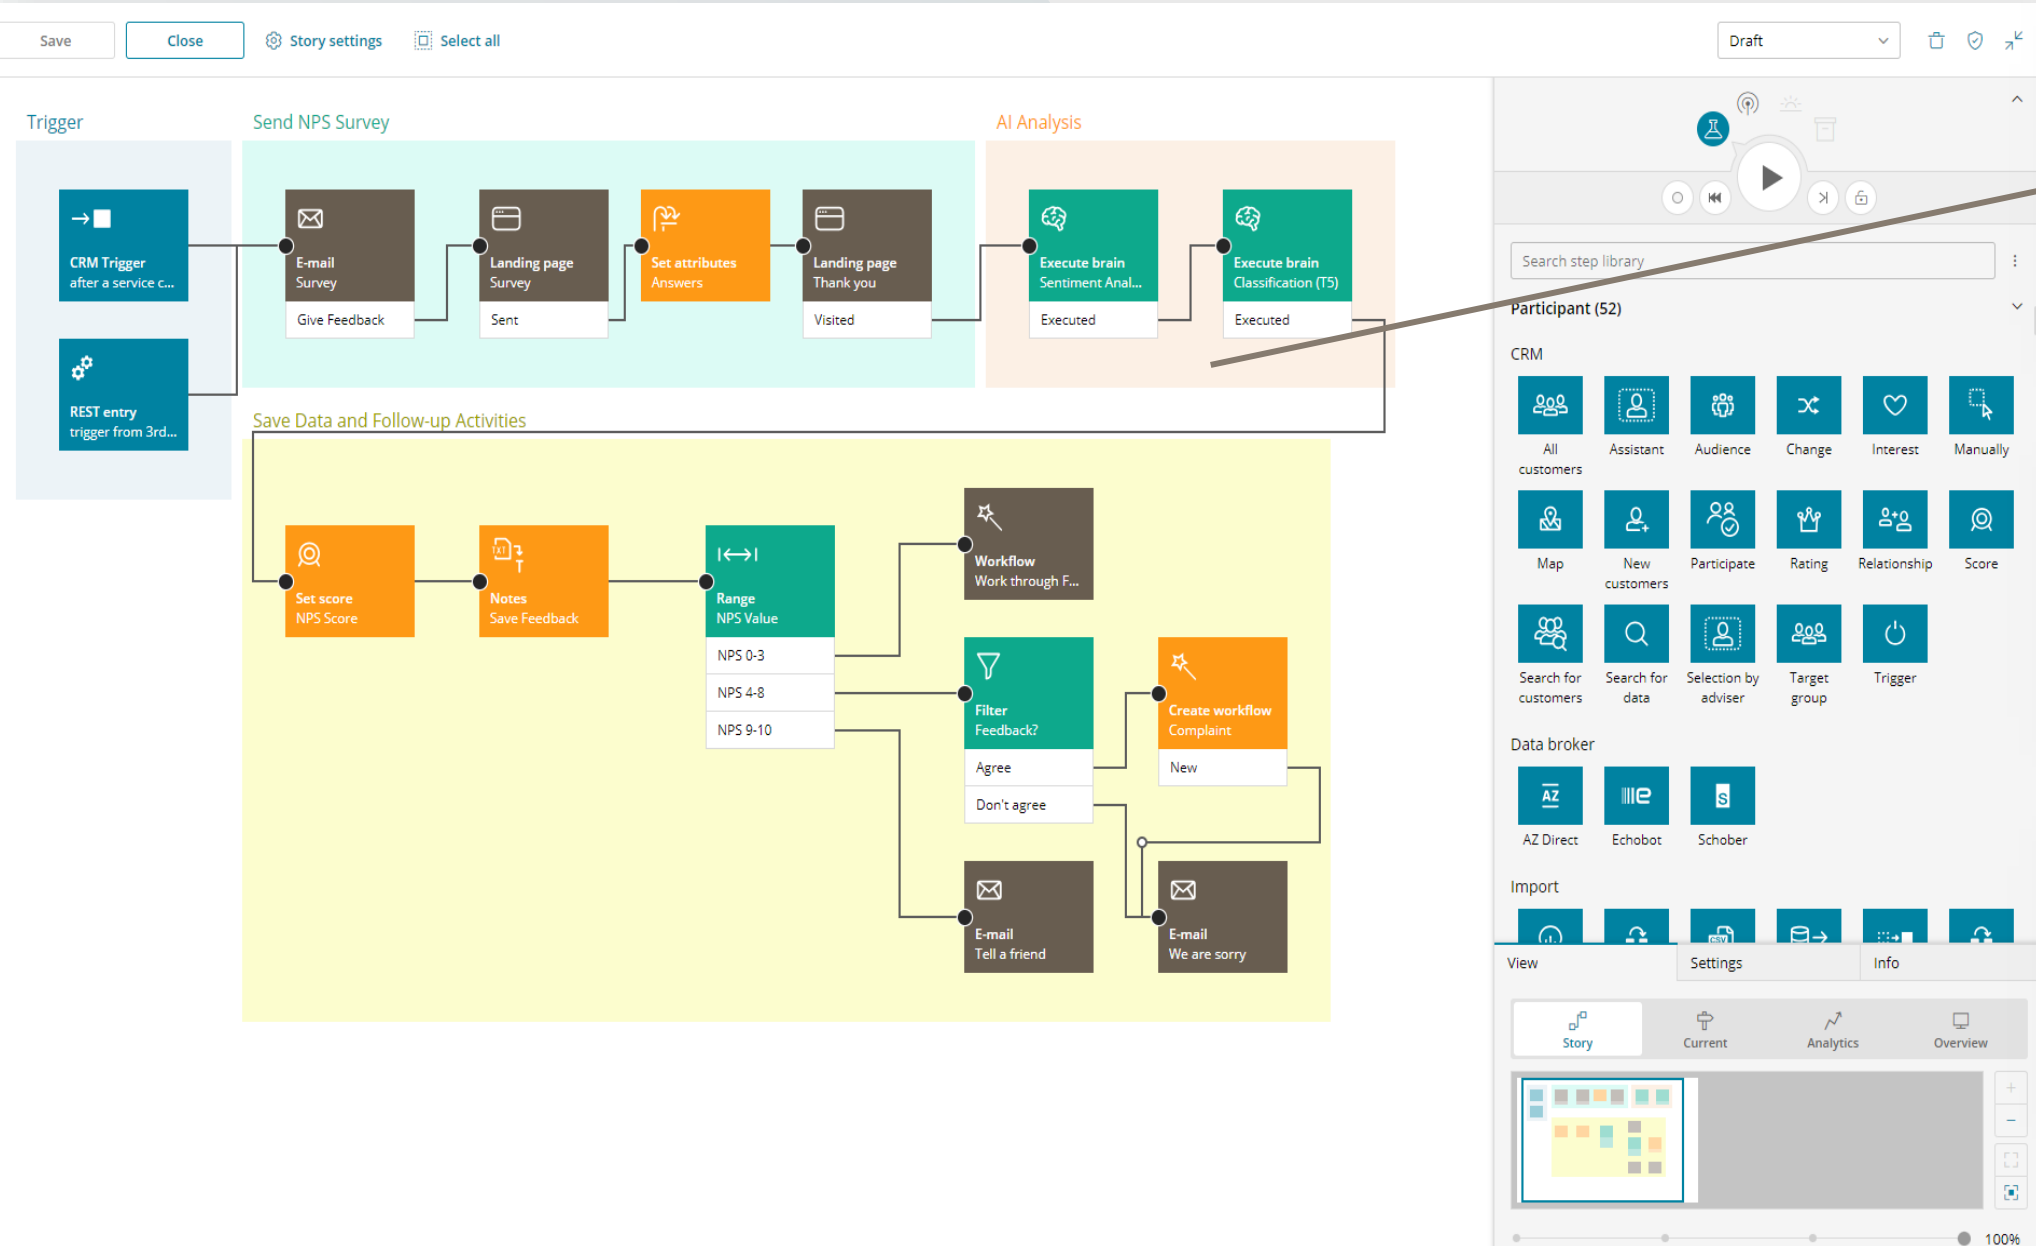 Save
Close
Story settings
Select all
Draft
Trigger
Send NPS Survey
AI Analysis
CRM Trigger
after a service c...
E-mail
Survey
Give Feedback
Landing page
Survey
Sent
Set attributes
Answers
Landing page
Thank you
Visited
Execute brain
Sentiment Anal...
Executed
Execute brain
Classification (T5)
Executed
REST entry
trigger from 3rd...
Save Data and Follow-up Activities
Set score
NPS Score
TXT
T
Notes
Save Feedback
Range
NPS Value
NPS 0-3
NPS 4-8
NPS 9-10
Workflow
Work through F...
Filter
Feedback?
Agree
Don't agree
Create workflow
Complaint
New
E-mail
Tell a friend
E-mail
We are sorry
Search step library
Participant (52)
CRM
All
customers
Assistant
Audience
Change
Interest
Manually
Map
New
customers
Participate
Rating
Relationship
Score
Search for
customers
Search for
data
Selection by
adviser
Target
group
Trigger
Data broker
AZ
AZ Direct
Echobot
S
Schober
Import
CSV
View
Settings
Info
Story
Current
Analytics
Overview
100%